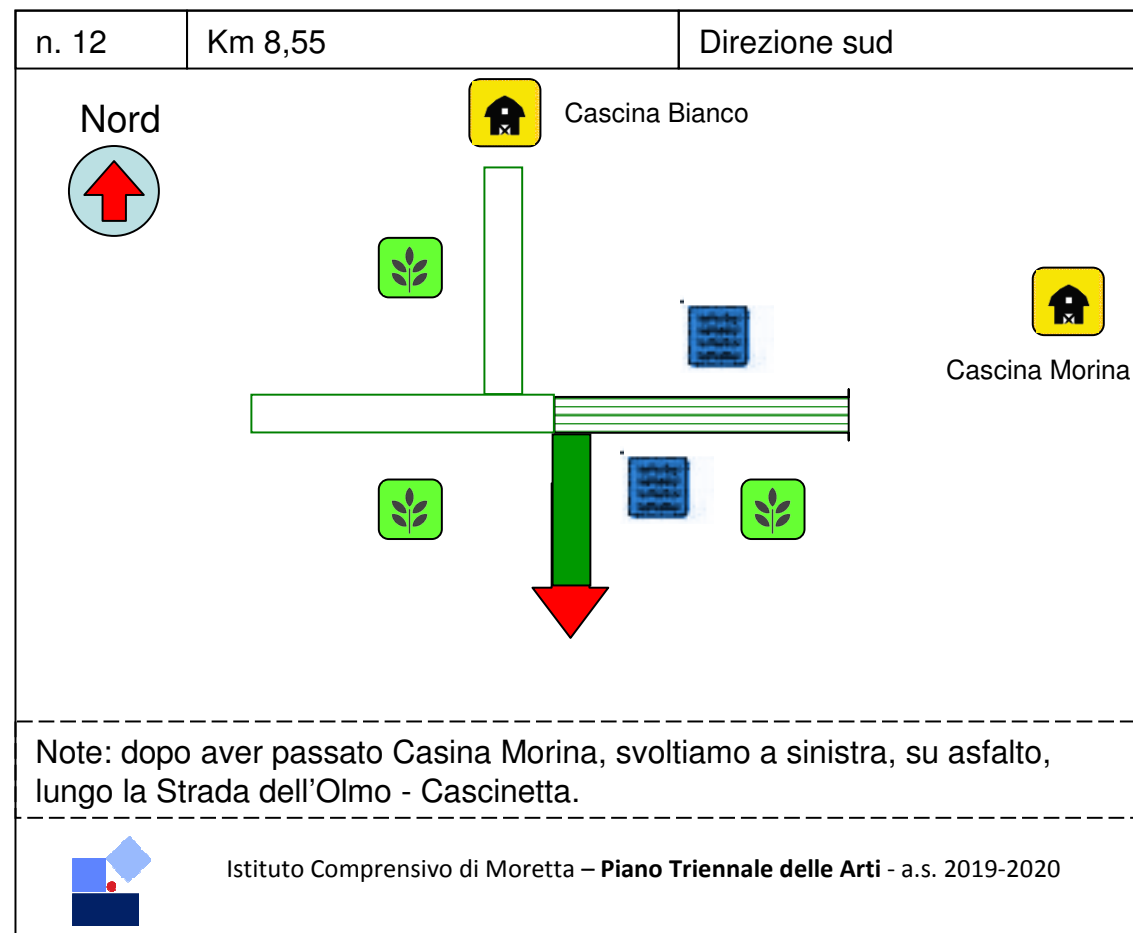 n. 12
Km 8,55
Direzione sud
Nord
Cascina Bianco
Cascina Morina
Note: dopo aver passato Casina Morina, svoltiamo a sinistra, su asfalto,
lungo la Strada dell’Olmo - Cascinetta.
Istituto Comprensivo di Moretta – Piano Triennale delle Arti - a.s. 2019-2020